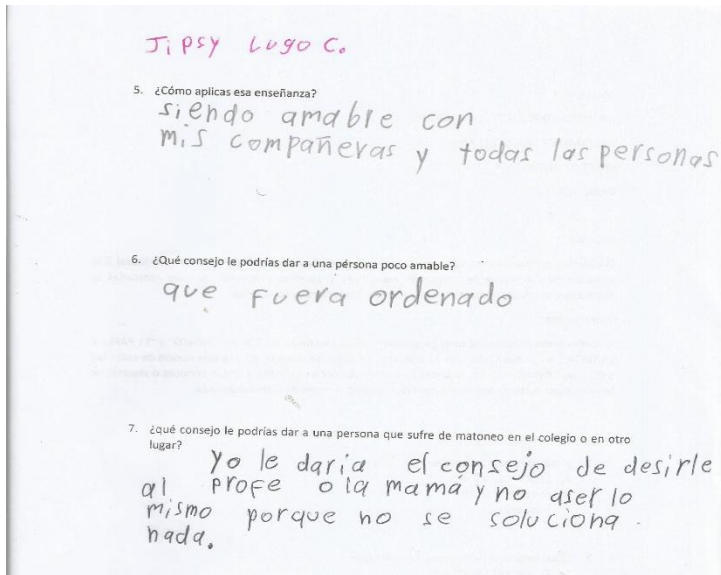 Jipsy Lugo C.
5. ¿Cómo aplicas esa enseñanza?
siendo amable con
mis compañeras y todas las personas
6. ¿Qué consejo le podrías dar a una pérsona poco amable?
que fuera ordenado
7. ¿qué consejo le podrías dar a una persona que sufre de matoneo en el colegio o en otro
lugar?
yo le daria el consejo de desirle
al profe o la mamá y no aser lo
mismo porque no se soluciona
nada.